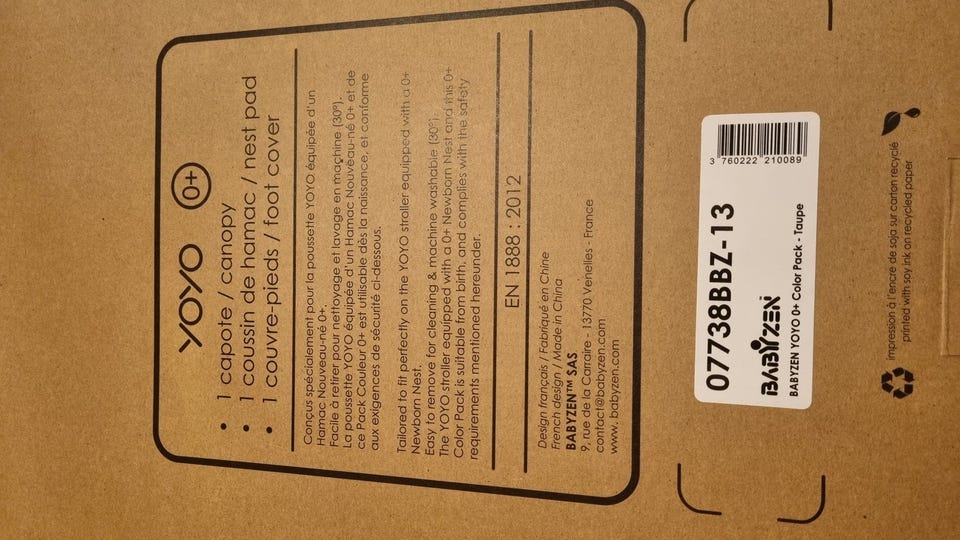 YOYO 0+
• 1 capote / canopy
• 1 coussin de hamac / nest pad
• 1 couvre-pieds / foot cover
Conçus spécialement pour la poussette YOYO équipée d'un
Hamac Nouveau-né 0+.
Facile à retirer pour nettoyage et lavage en machine (30°).
La poussette YOYO équipée d'un Hamac Nouveau-né 0+ et de
ce Pack Couleur 0+ est utilisable dès la naissance, et conforme
aux exigences de sécurité ci-dessous.
Tailored to fit perfectly on the YOYO stroller equipped with a 0+
Newborn Nest.
Easy to remove for cleaning & machine washable (30°).
The YOYO stroller equipped with a 0+ Newborn Nest and this 0+
Color Pack is suitable from birth, and complies with the safety
requirements mentioned hereunder.
EN 1888 : 2012
Design français / Fabriqué en Chine
French design / Made in China
BABYZEN™ SAS
9, rue de la Carraire - 13770 Venelles - France
contact@babyzen.com
www.babyzen.com
3 760222 210089
07738BBZ-13
BABYZEN
BABYZEN YOYO 0+ Color Pack - Taupe
impression à l'encre de soja sur carton recyclé
printed with soy ink on recycled paper